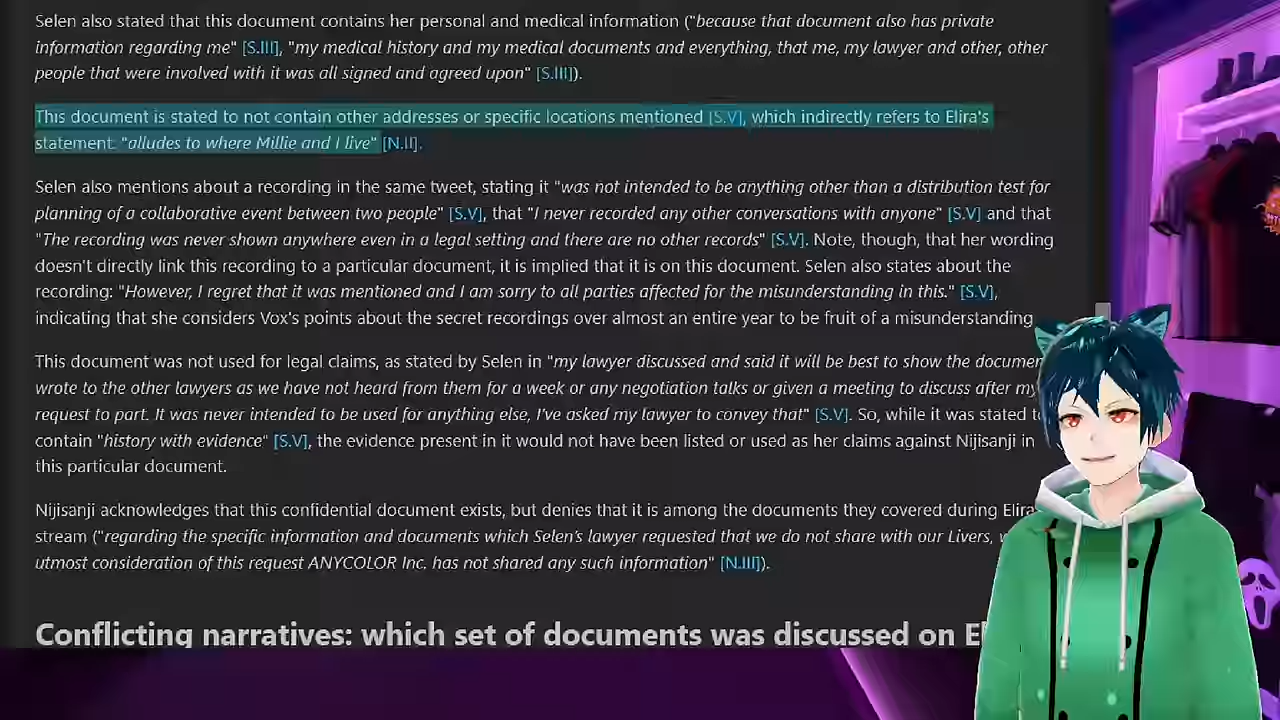 Selen also stated that this document contains her personal and medical information ("because that document also has private
information regarding me" [S.III], "my medical history and my medical documents and everything, that me, my lawyer and other, other
people that were involved with it was all signed and agreed upon" [S.III]).
This document is stated to not contain other addresses or specific locations mentioned [S.V], which indirectly refers to Elira's
statement: "alludes to where Millie and I live" [N.II].
Selen also mentions about a recording in the same tweet, stating it "was not intended to be anything other than a distribution test for
planning of a collaborative event between two people" [S.V], that "I never recorded any other conversations with anyone" [S.V] and that
"The recording was never shown anywhere even in a legal setting and there are no other records" [S.V]. Note, though, that her wording
doesn't directly link this recording to a particular document, it is implied that it is on this document. Selen also states about the
recording: "However, I regret that it was mentioned and I am sorry to all parties affected for the misunderstanding in this." [S.V],
indicating that she considers Vox's points about the secret recordings over almost an entire year to be fruit of a misunderstanding
This document was not used for legal claims, as stated by Selen in "my lawyer discussed and said it will be best to show the
wrote to the other lawyers as we have not heard from them for a week or any negotiation talks or given a meeting to discuss after my
request to part. It was never intended to be used for anything else, I've asked my lawyer to convey that" [S.V]. So, while it was stated
contain "history with evidence" [S.V], the evidence present in it would not have been listed or used as her claims against Nijisanji in
this particular document.
Nijisanji acknowledges that this confidential document exists, but denies that it is among the documents they covered during Elira
stream ("regarding the specific information and documents which Selen's lawyer requested that we do not share with our Livers,
utmost consideration of this request ANYCOLOR Inc. has not shared any such information" [N.III]).
Conflicting narratives: which set of documents was discussed on